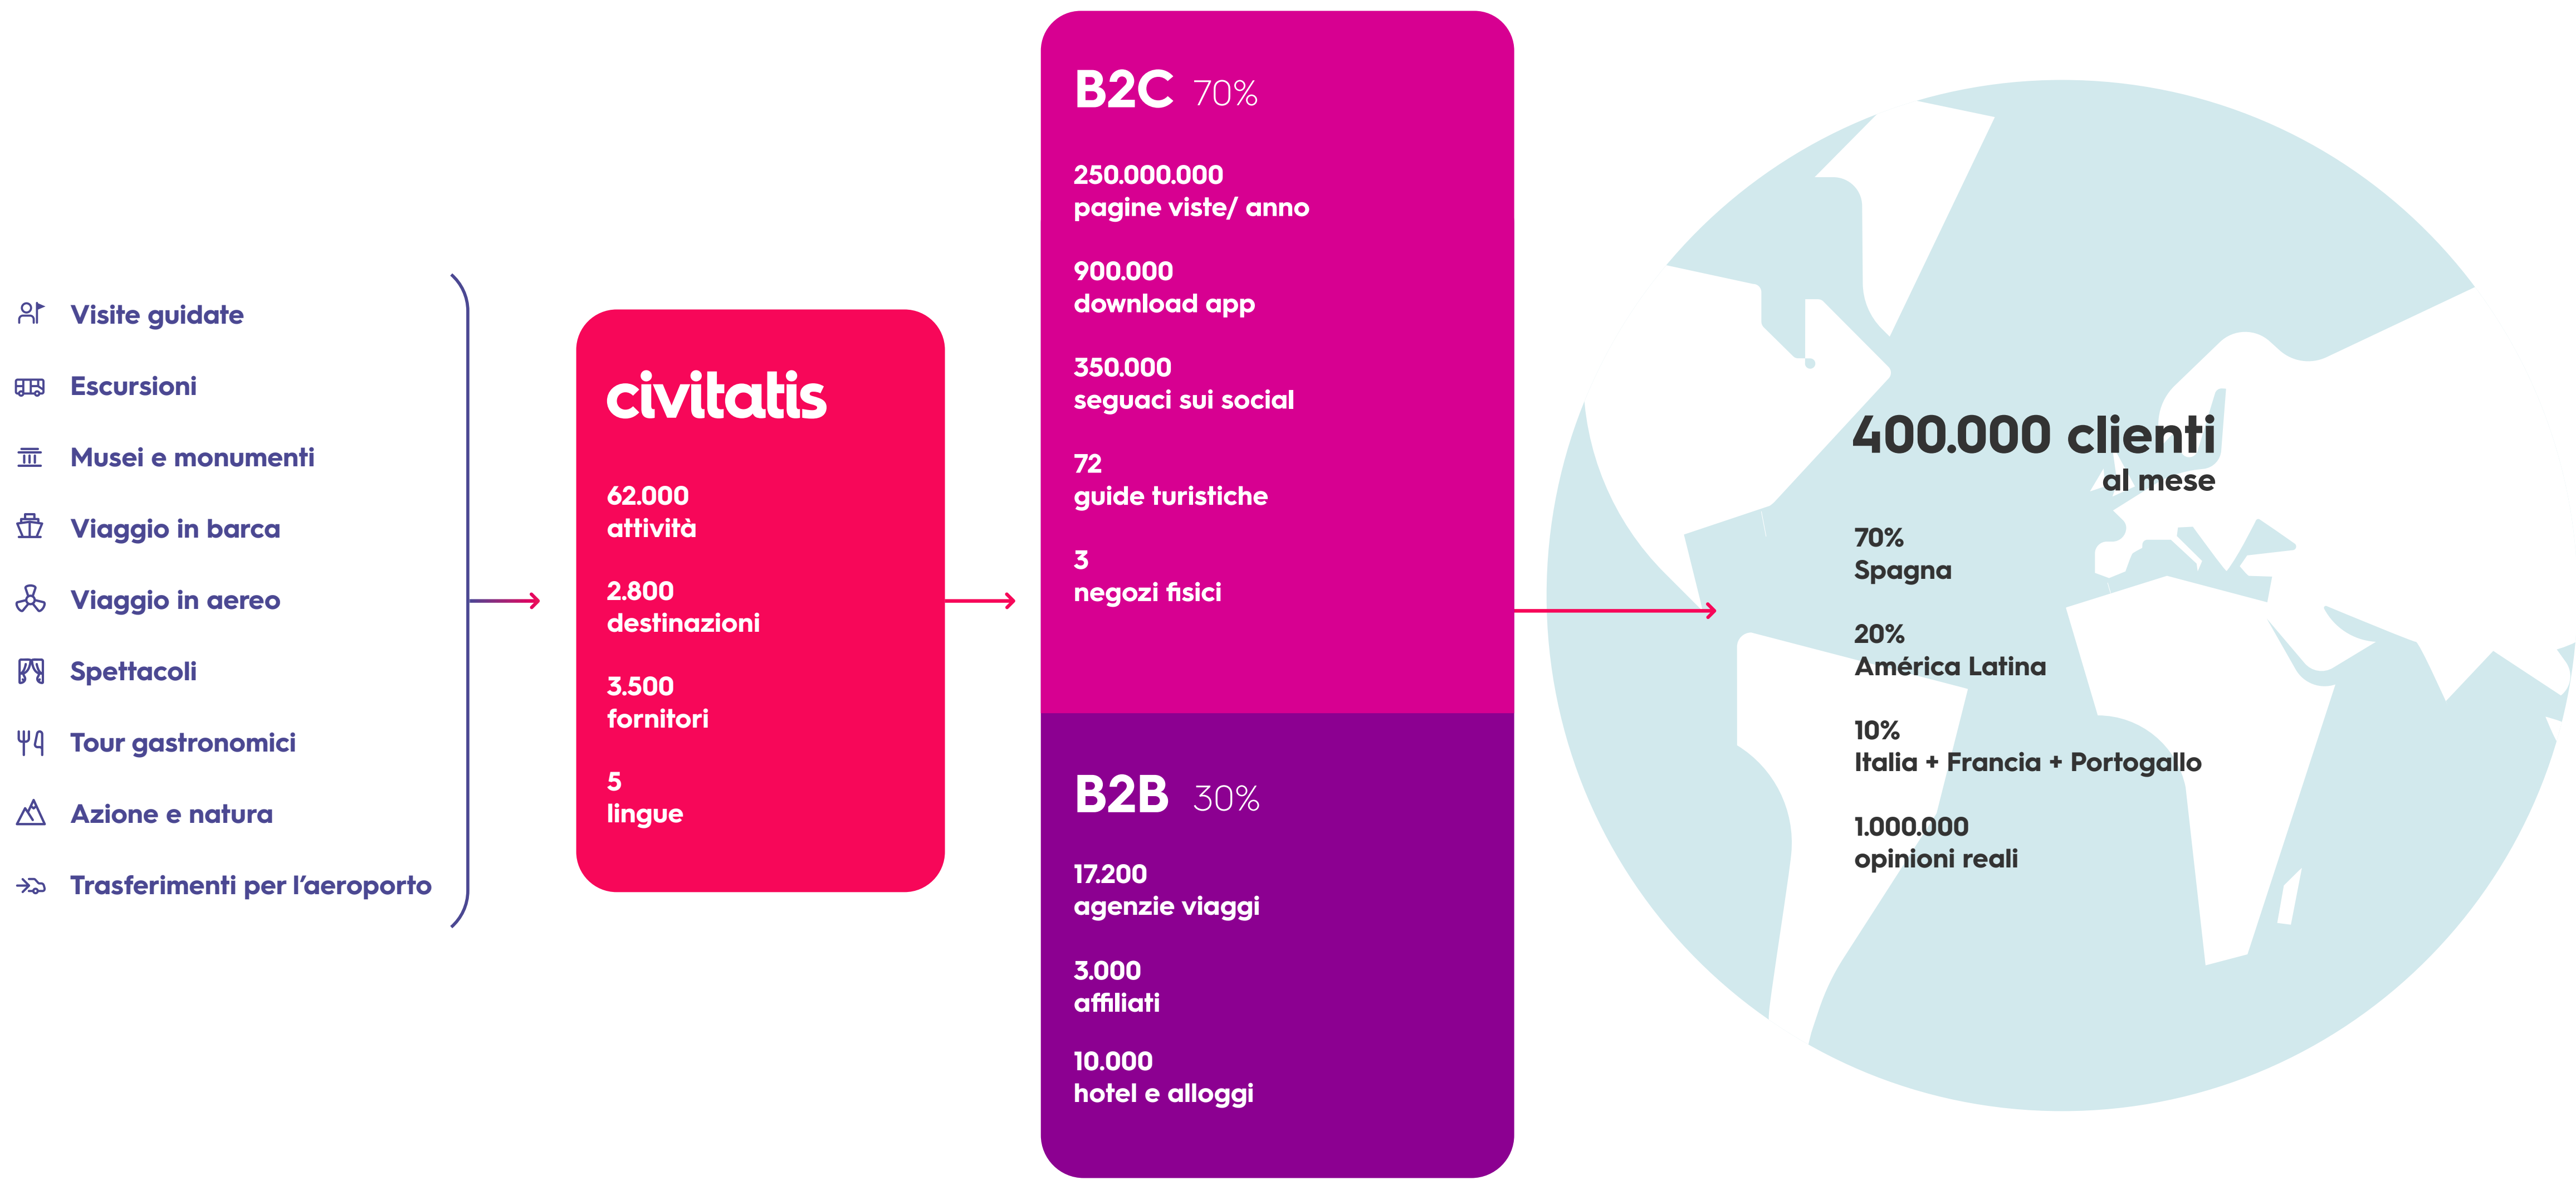 Visite guidate
Escursioni
Musei e monumenti
Viaggio in barca
Viaggio in aereo
Spettacoli
Tour gastronomici
Azione e natura
Trasferimenti per l’aeroporto
civitatis
62.000
attività
2.800
destinazioni
3.500
fornitori
5
lingue
B2C 70%
250.000.000
pagine viste/ anno
900.000
download app
350.000
seguaci sui social
72
guide turistiche
3
negozi fisici
B2B 30%
17.200
agenzie viaggi
3.000
affiliati
10.000
hotel e alloggi
400.000 clienti
al mese
70%
Spagna
20%
América Latina
10%
Italia + Francia + Portogallo
1.000.000
opinioni reali